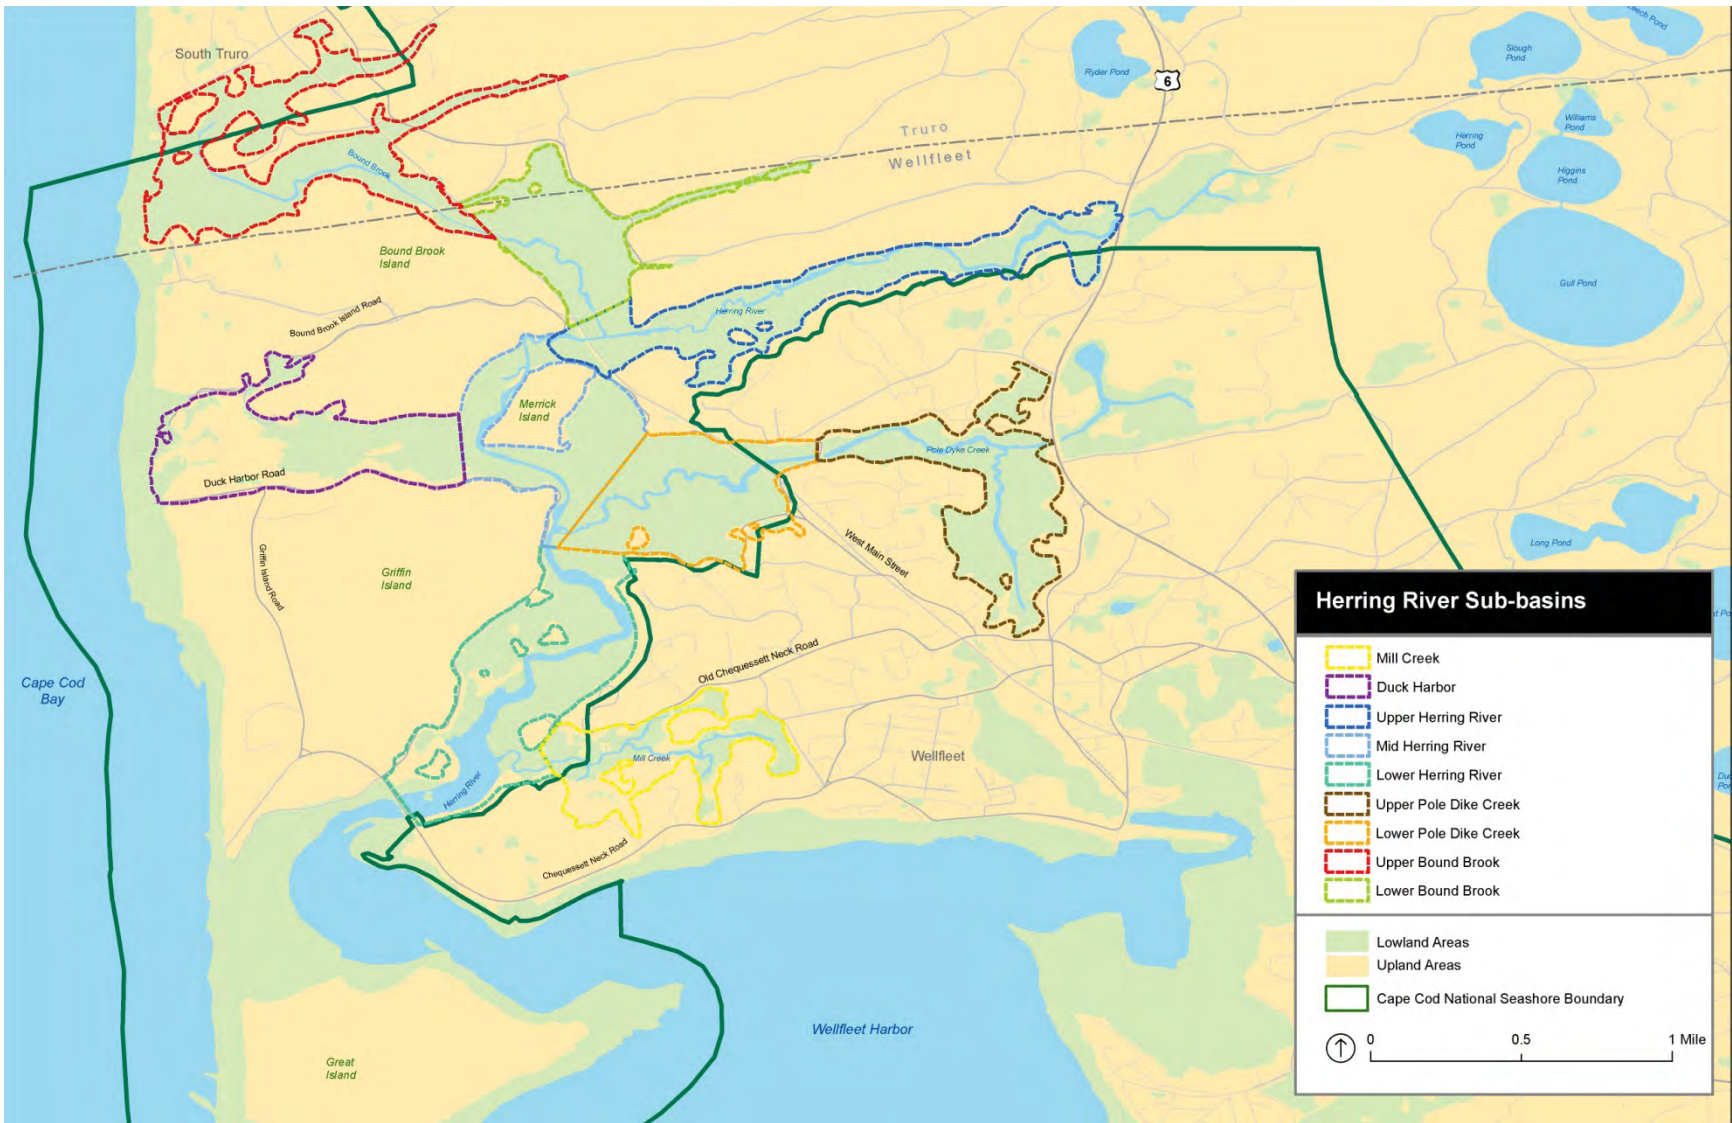 South Truro
Ryder Pond
6
Slough
Pond
Leech Pond
Williams
Pond
Herring
Pond
Higgins
Pond
Gull Pond
Truro
Wellfleet
Bound Brook
Bound Brook
Island
Bound Brook Island Road
Herring River
Merrick
Island
Duck Harbor Road
Pole Dyke Creek
West Main Street
Long Pond
Griffin Island Road
Griffin
Island
Old Chequessett Neck Road
Cape Cod
Bay
Mill Creek
Wellfleet
Herring River
Chequessett Neck Road
Wellfleet Harbor
Great
Island
Herring River Sub-basins
Mill Creek
Duck Harbor
Upper Herring River
Mid Herring River
Lower Herring River
Upper Pole Dike Creek
Lower Pole Dike Creek
Upper Bound Brook
Lower Bound Brook
Lowland Areas
Upland Areas
Cape Cod National Seashore Boundary
0 0.5 1 Mile